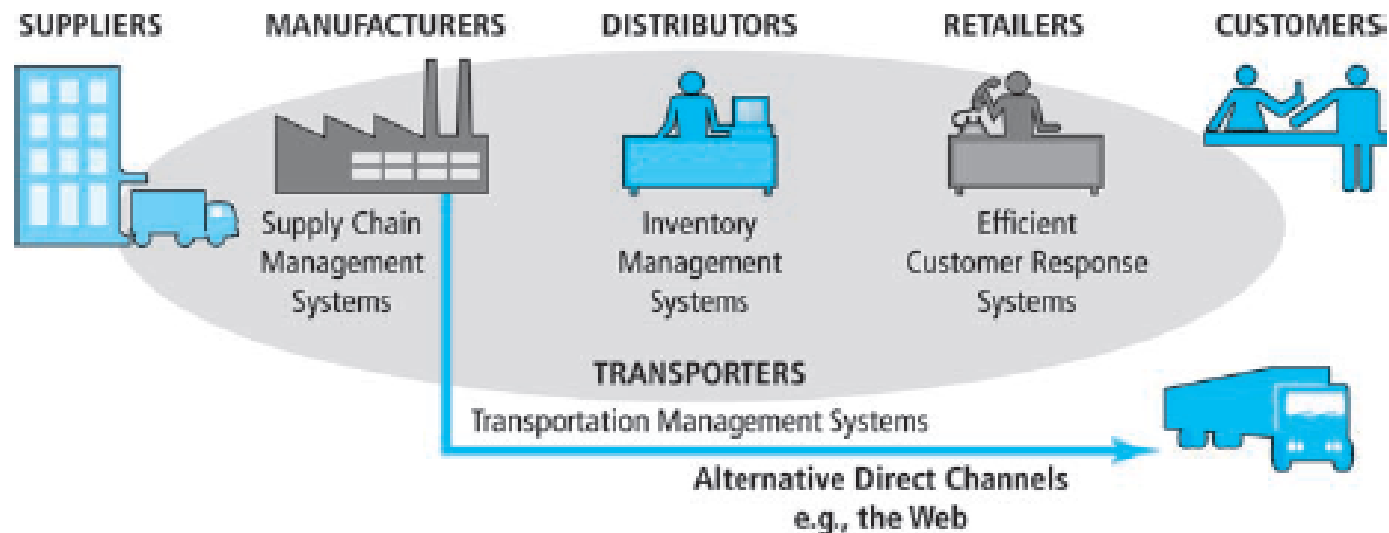 SUPPLIERS
MANUFACTURERS
DISTRIBUTORS
RETAILERS
CUSTOMERS
Supply Chain
Management
Systems
Inventory
Management
Systems
Efficient
Customer Response
Systems
TRANSPORTERS
Transportation Management Systems
Alternative Direct Channels
e.g., the Web